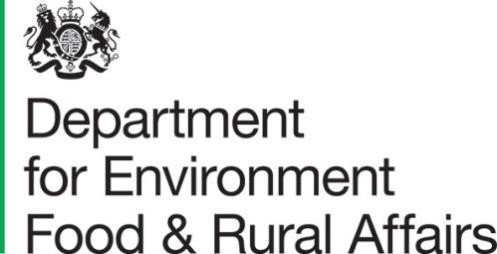 Department
for Environment
Food & Rural Affairs